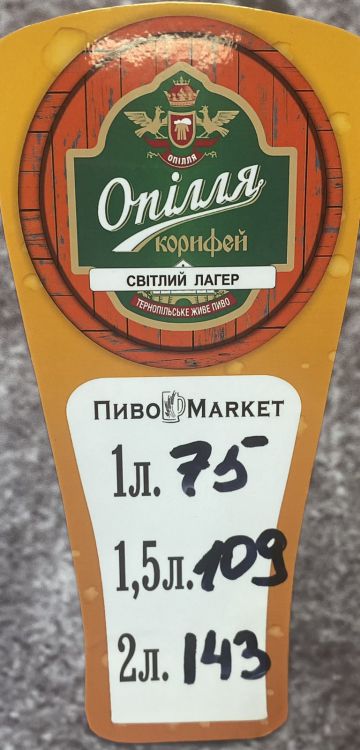 ОПІЛЛЯ
Опілля
корифей
СВІТЛИЙ ЛАГЕР
ТЕРНОПІЛЬСЬКЕ ЖИВЕ ПИВО
ПИВО MARKET
1л. 75
1,5л. 109
2л. 143